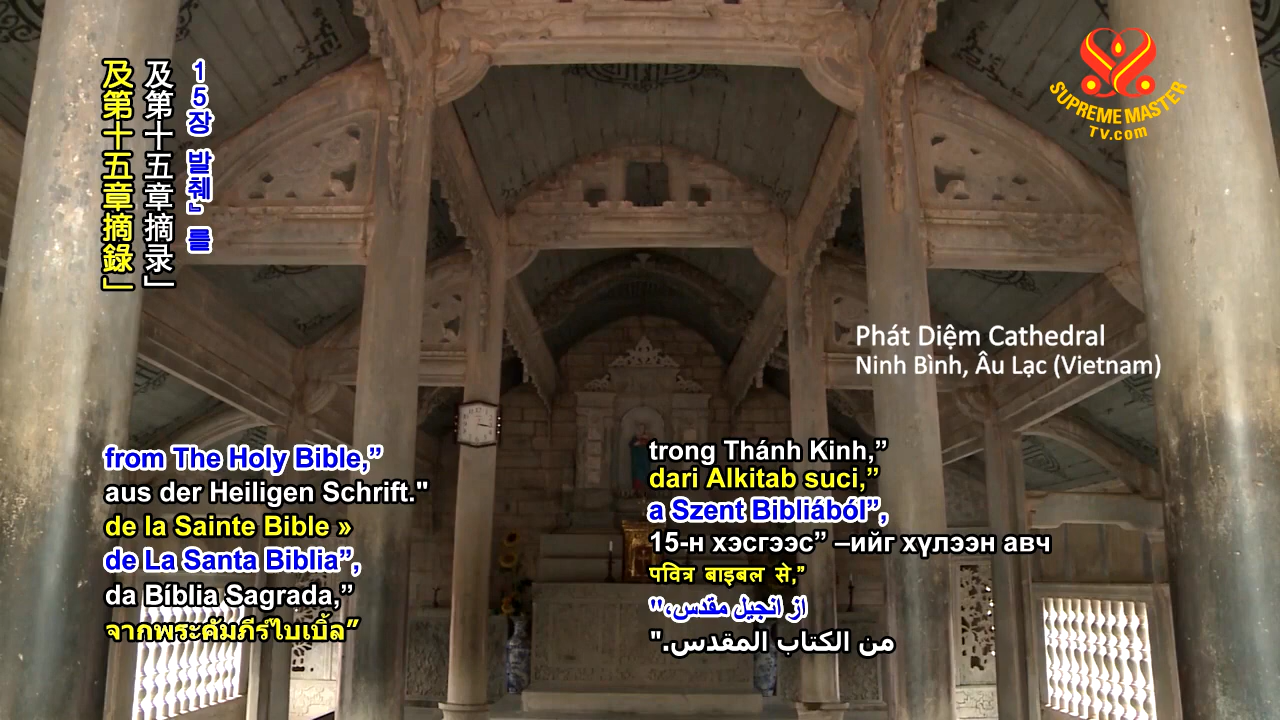 及第十五章摘錄」
及第十五章摘录」
15장 발췌』를
SUPREME MASTER
TV.com
Phát Diệm Cathedral
Ninh Bình, Âu Lạc (Vietnam)
from The Holy Bible,”
aus der Heiligen Schrift."
de la Sainte Bible »
de La Santa Biblia”,
da Bíblia Sagrada,”
จากพระคัมภีร์ไบเบิ้ล”
trong Thánh Kinh,”
dari Alkitab suci,”
a Szent Bibliából”,
15-н хэсгээс” –ийг хүлээн авч
पवित्र बाइबल से,”
از انجیل مقدس،"
من الكتاب المقدس."